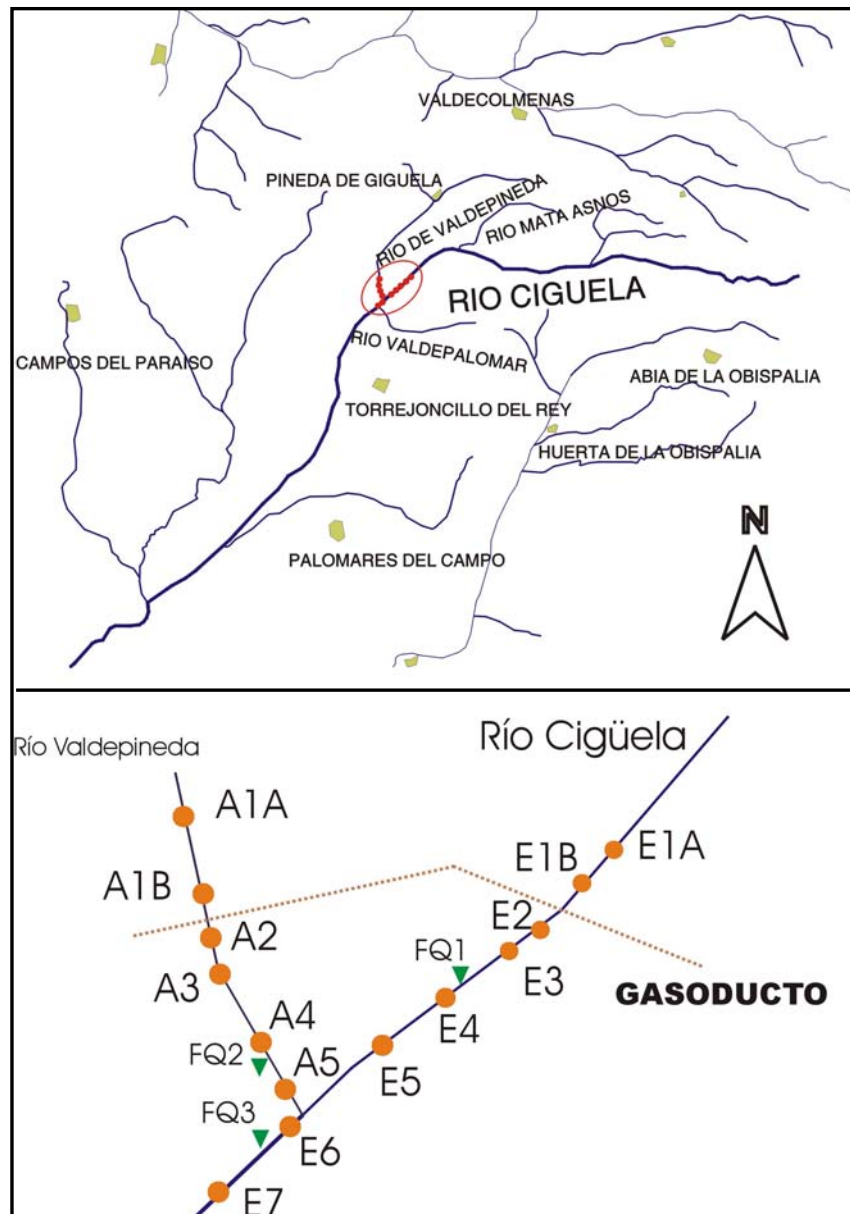 VALDECOLMENAS
PINEDA DE GIGUELA
RIO DE VALDEPINEDA
RIO MATA ASNOS
RIO CIGUELA
RIO VALDEPALOMAR
CAMPOS DEL PARAISO
ABIA DE LA OBISPALIA
TORREJONCILLO DEL REY
HUERTA DE LA OBISPALIA
N
PALOMARES DEL CAMPO
Río Valdepineda
Río Cigüela
A1A
E1A
E1B
A1B
E2
A2
FQ1
E3
A3
GASODUCTO
E4
A4
FQ2
E5
A5
FQ3
E6
E7